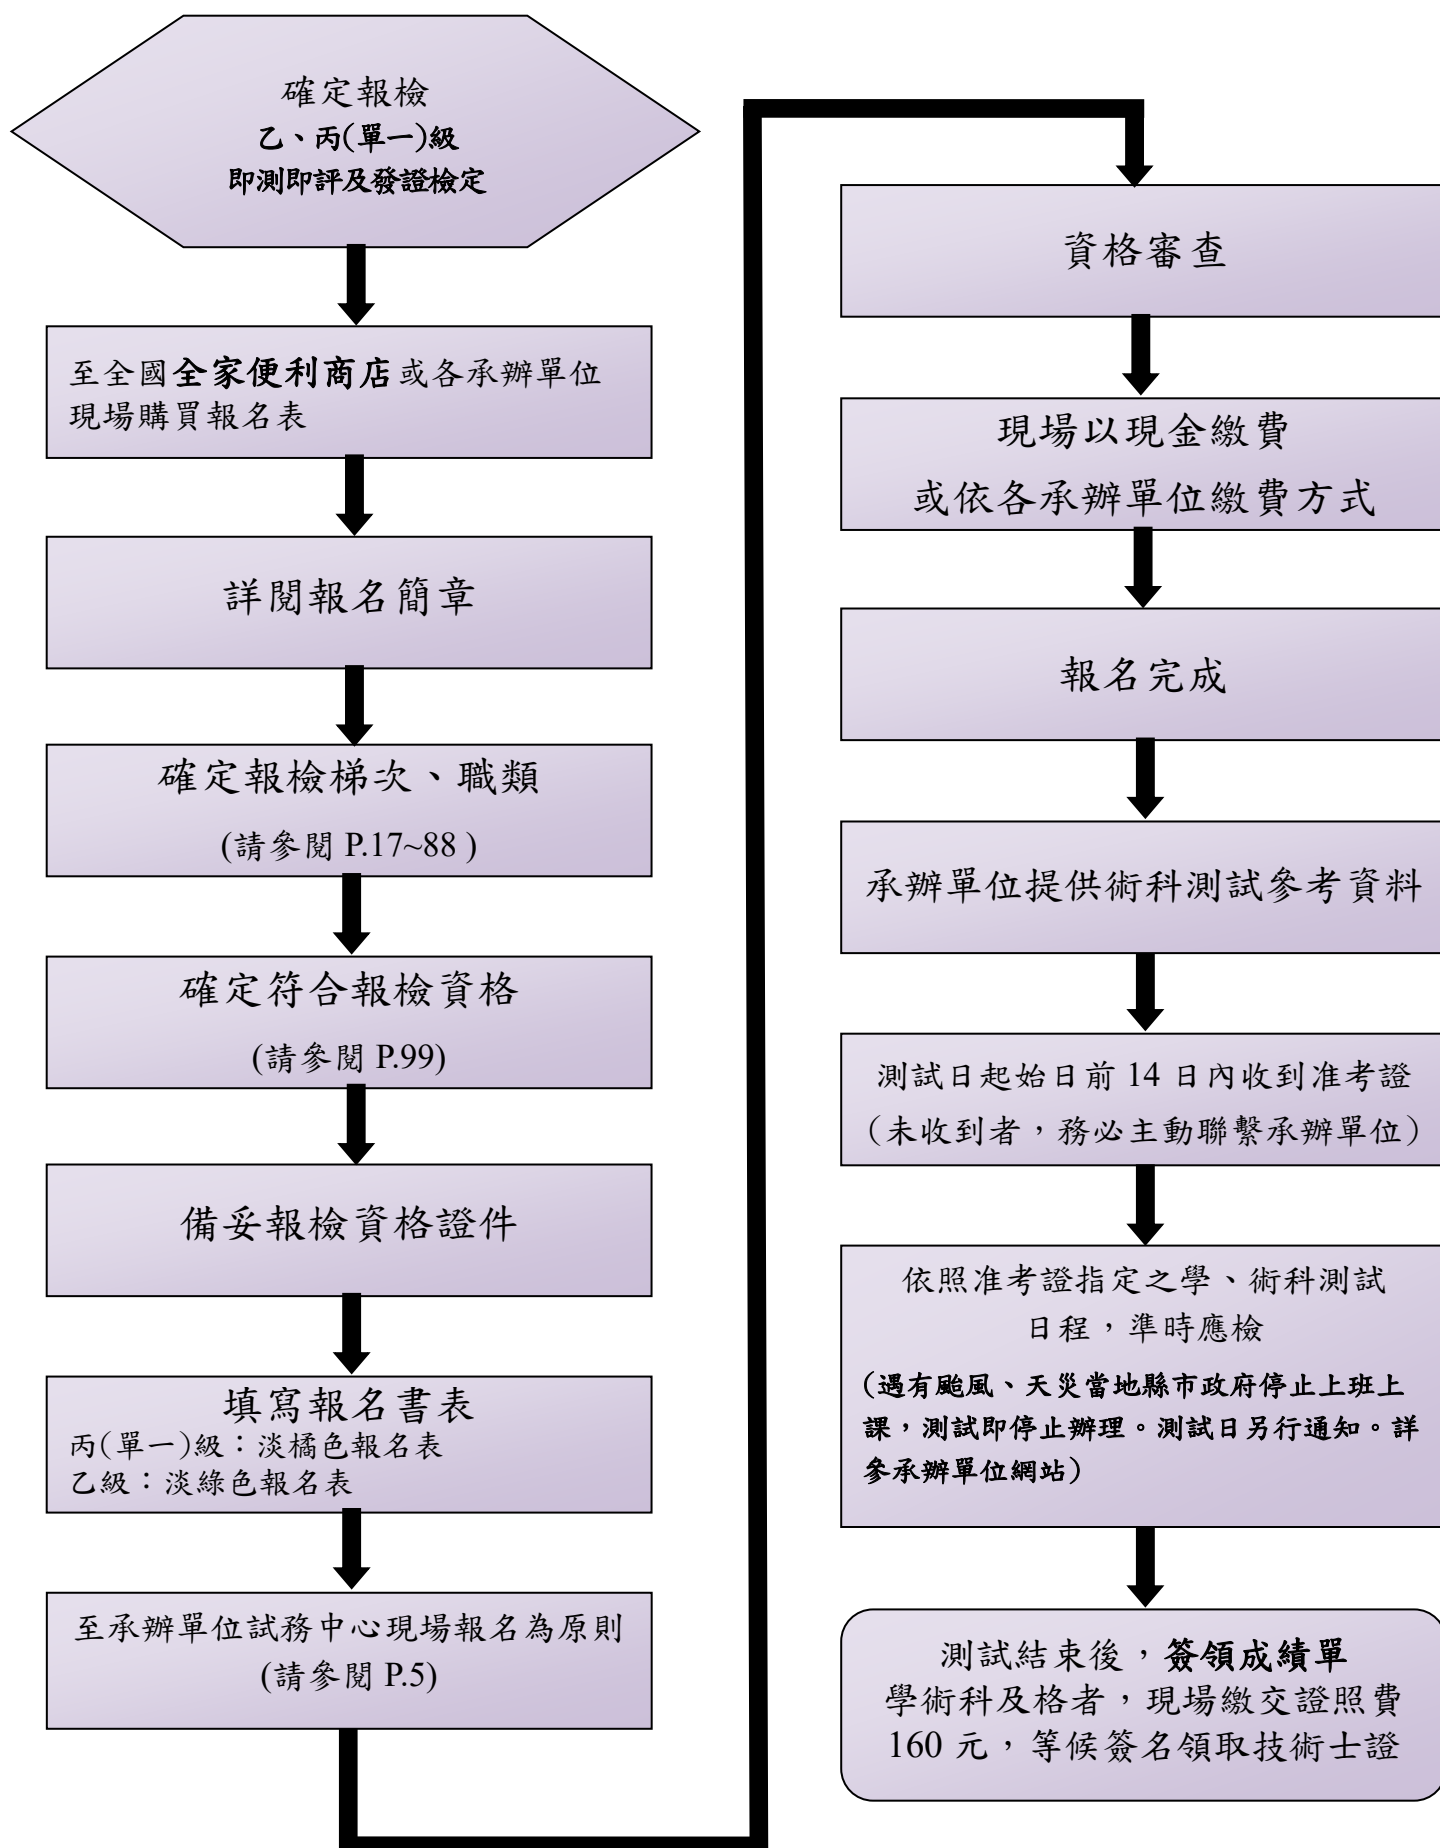 確定報檢
乙、丙(單一)級
即測即評及發證檢定
至全國全家便利商店或各承辦單位
現場購買報名表
詳閱報名簡章
確定報檢梯次、職類
(請參閱 P.17~88 )
確定符合報檢資格
(請參閱 P.99)
備妥報檢資格證件
填寫報名書表
丙(單一)級：淡橘色報名表
乙級：淡綠色報名表
至承辦單位試務中心現場報名為原則
(請參閱 P.5)
資格審查
現場以現金繳費
或依各承辦單位繳費方式
報名完成
承辦單位提供術科測試參考資料
測試日起始日前 14 日內收到准考證
（未收到者，務必主動聯繫承辦單位）
依照准考證指定之學、術科測試
日程，準時應檢
（遇有颱風、天災當地縣市政府停止上班上
課，測試即停止辦理。測試日另行通知。詳
參承辦單位網站）
測試結束後，簽領成績單
學術科及格者，現場繳交證照費
160 元，等候簽名領取技術士證